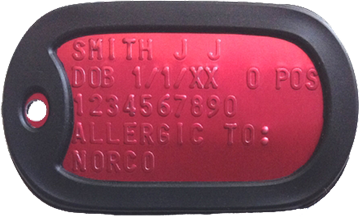 SMITH J J
DOB 1/1/XX O POS
1234567890
ALLERGIC TO:
NORCO